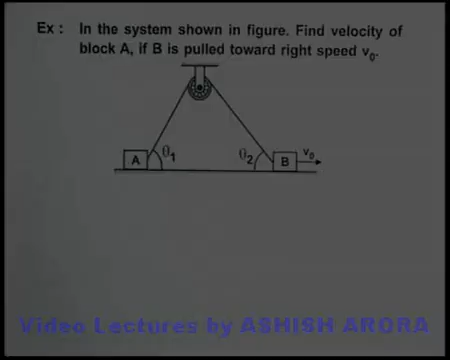 Ex : In the system shown in figure. Find velocity of
block A, if B is pulled toward right speed v₀.
A θ₁ θ₂ B v₀
Video Lectures by ASHISH ARORA